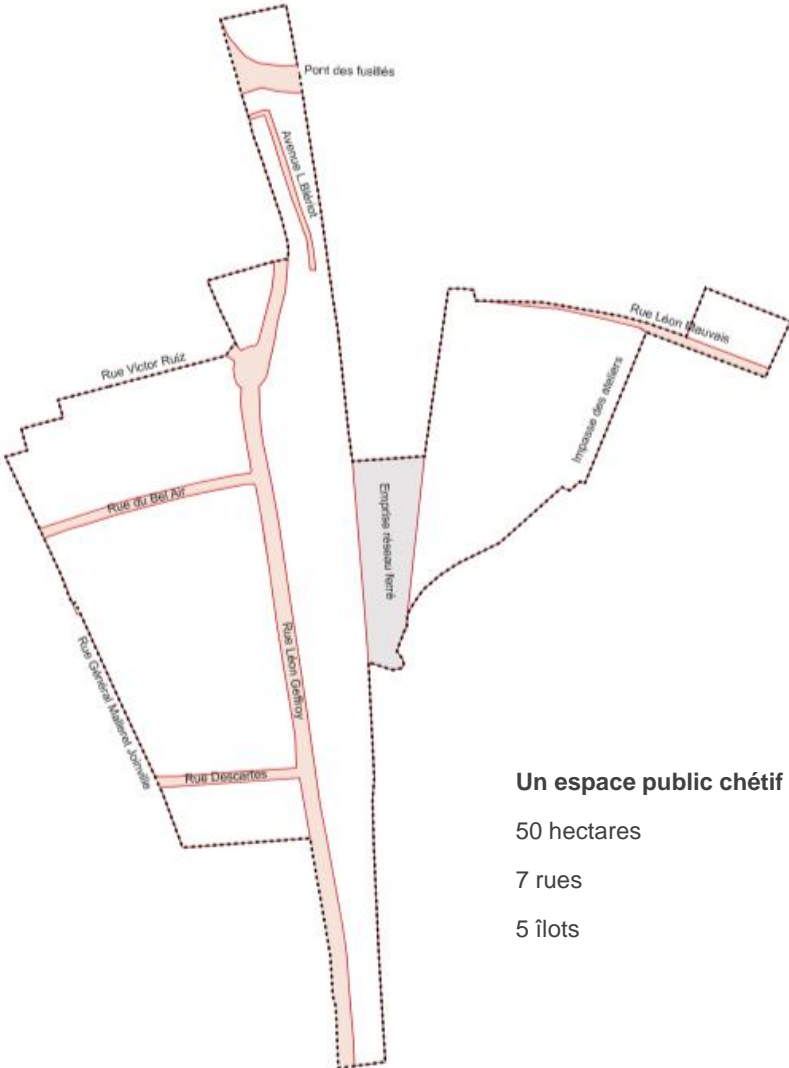 Pont des fusillés
Avenue L.Blériot
Rue Léon Mauvais
Rue Victor Ruiz
Impasse des ateliers
Rue du Bel Air
Emprise réseau ferré
Rue Léon Geffroy
Rue Général Malleret Joinville
Rue Descartes
Un espace public chétif
50 hectares
7 rues
5 îlots